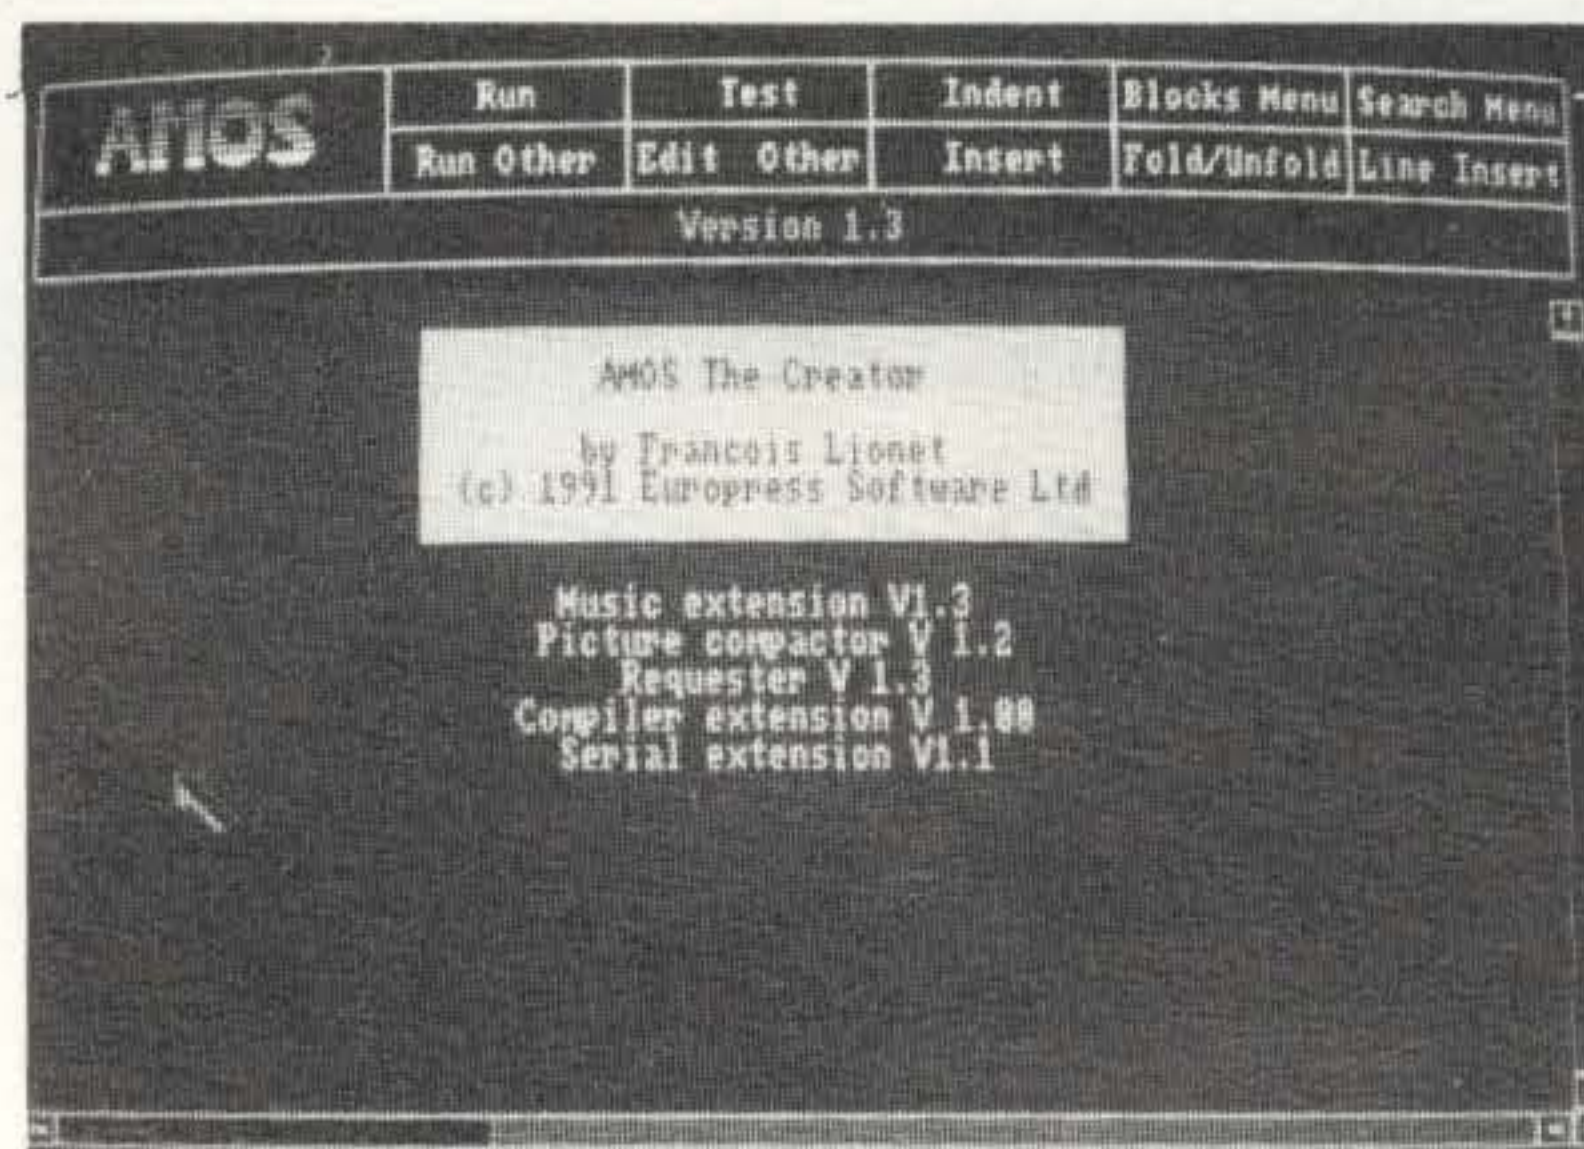 AMOS
Run Test Indent Blocks Menu Search Menu
Run Other Edit Other Insert Fold/Unfold Line Insert
Version 1.3
AMOS The Creator
by Francois Lionet
(c) 1991 Europress Software Ltd
Music extension V1.3
Picture compactor V 1.2
Requester V 1.3
Compiler extension V 1.00
Serial extension V1.1